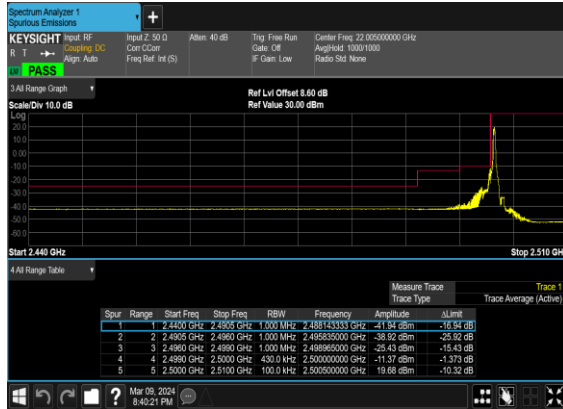 Spectrum Analyzer 1
Spurious Emissions
+
KEYSIGHT Input: RF Input Z: 50 Ω Atten: 40 dB Trig: Free Run Center Freq: 22.005000000 GHz
R T Coupling: DC Corr CCorr Gate: Off Avg|Hold: 1000/1000
Align: Auto Freq Ref: Int (S) IF Gain: Low Radio Std: None
PASS
3 All Range Graph
Ref Lvl Offset 8.60 dB
Scale/Div 10.0 dB Ref Value 30.00 dBm
Log
20.0
10.0
0.00
-10.0
-20.0
-30.0
-40.0
-50.0
-60.0
Start 2.440 GHz Stop 2.510 GH
4 All Range Table
Measure Trace Trace 1
Trace Type Trace Average (Active)
Spur Range Start Freq Stop Freq RBW Frequency Amplitude ΔLimit
1 1 2.4400 GHz 2.4905 GHz 1.000 MHz 2.488143333 GHz -41.94 dBm -16.94 dB
2 2 2.4905 GHz 2.4960 GHz 1.000 MHz 2.495835000 GHz -38.92 dBm -25.92 dB
3 3 2.4960 GHz 2.4990 GHz 1.000 MHz 2.498965000 GHz -25.43 dBm -15.43 dB
4 4 2.4990 GHz 2.5000 GHz 430.0 kHz 2.500000000 GHz -11.37 dBm -1.373 dB
5 5 2.5000 GHz 2.5100 GHz 100.0 kHz 2.500500000 GHz 19.68 dBm -10.32 dB
? Mar 09, 2024
8:40:21 PM